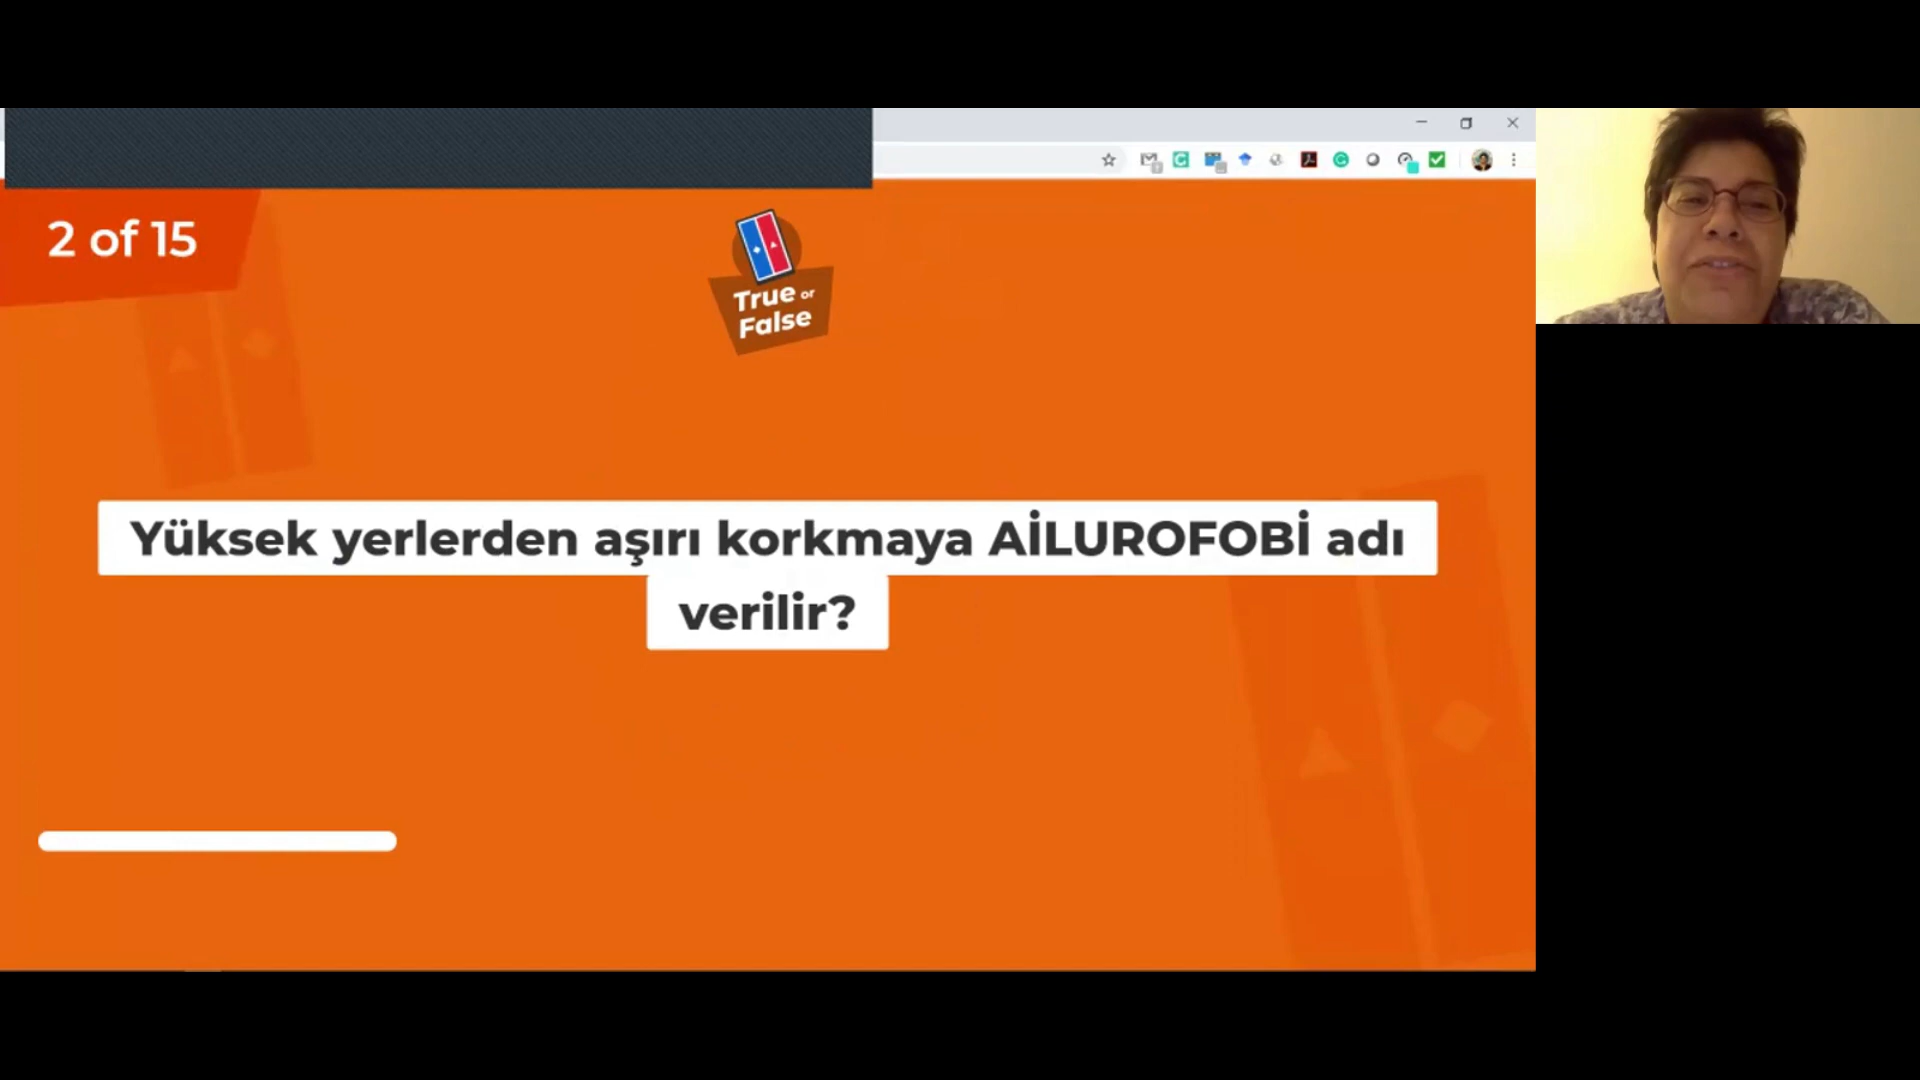 2 of 15
True or
False
Yüksek yerlerden aşırı korkmaya AİLUROFOBİ adı
verilir?